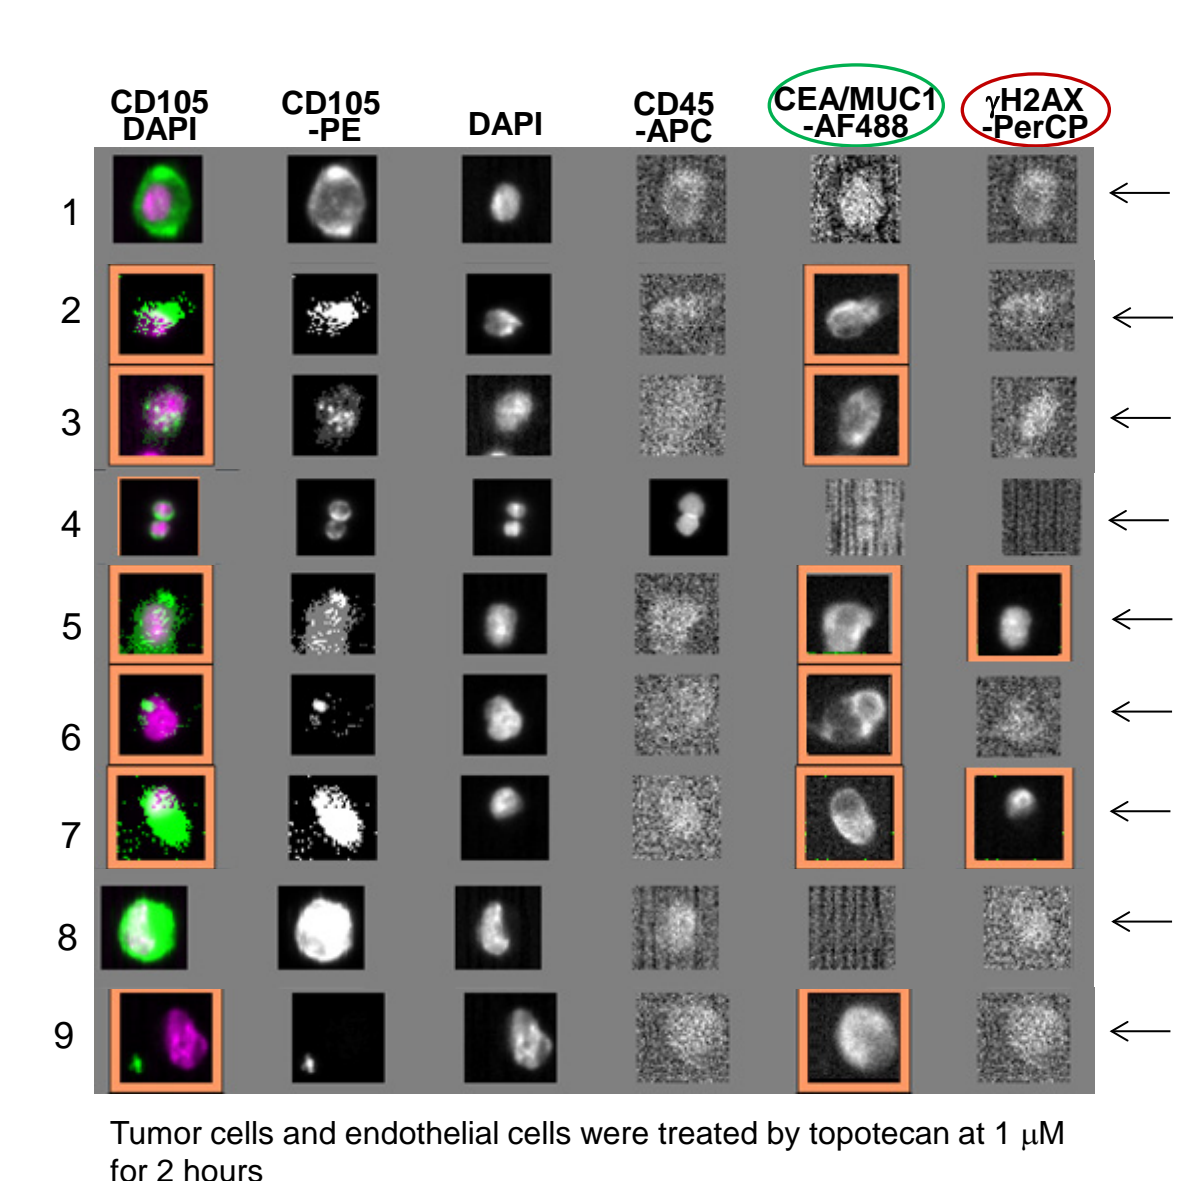 CD105
DAPI
CD105
-PE
DAPI
CD45
-APC
CEA/MUC1
-AF488
γH2AX
-PerCP
1
2
3
4
5
6
7
8
9
Tumor cells and endothelial cells were treated by topotecan at 1 μM
for 2 hours